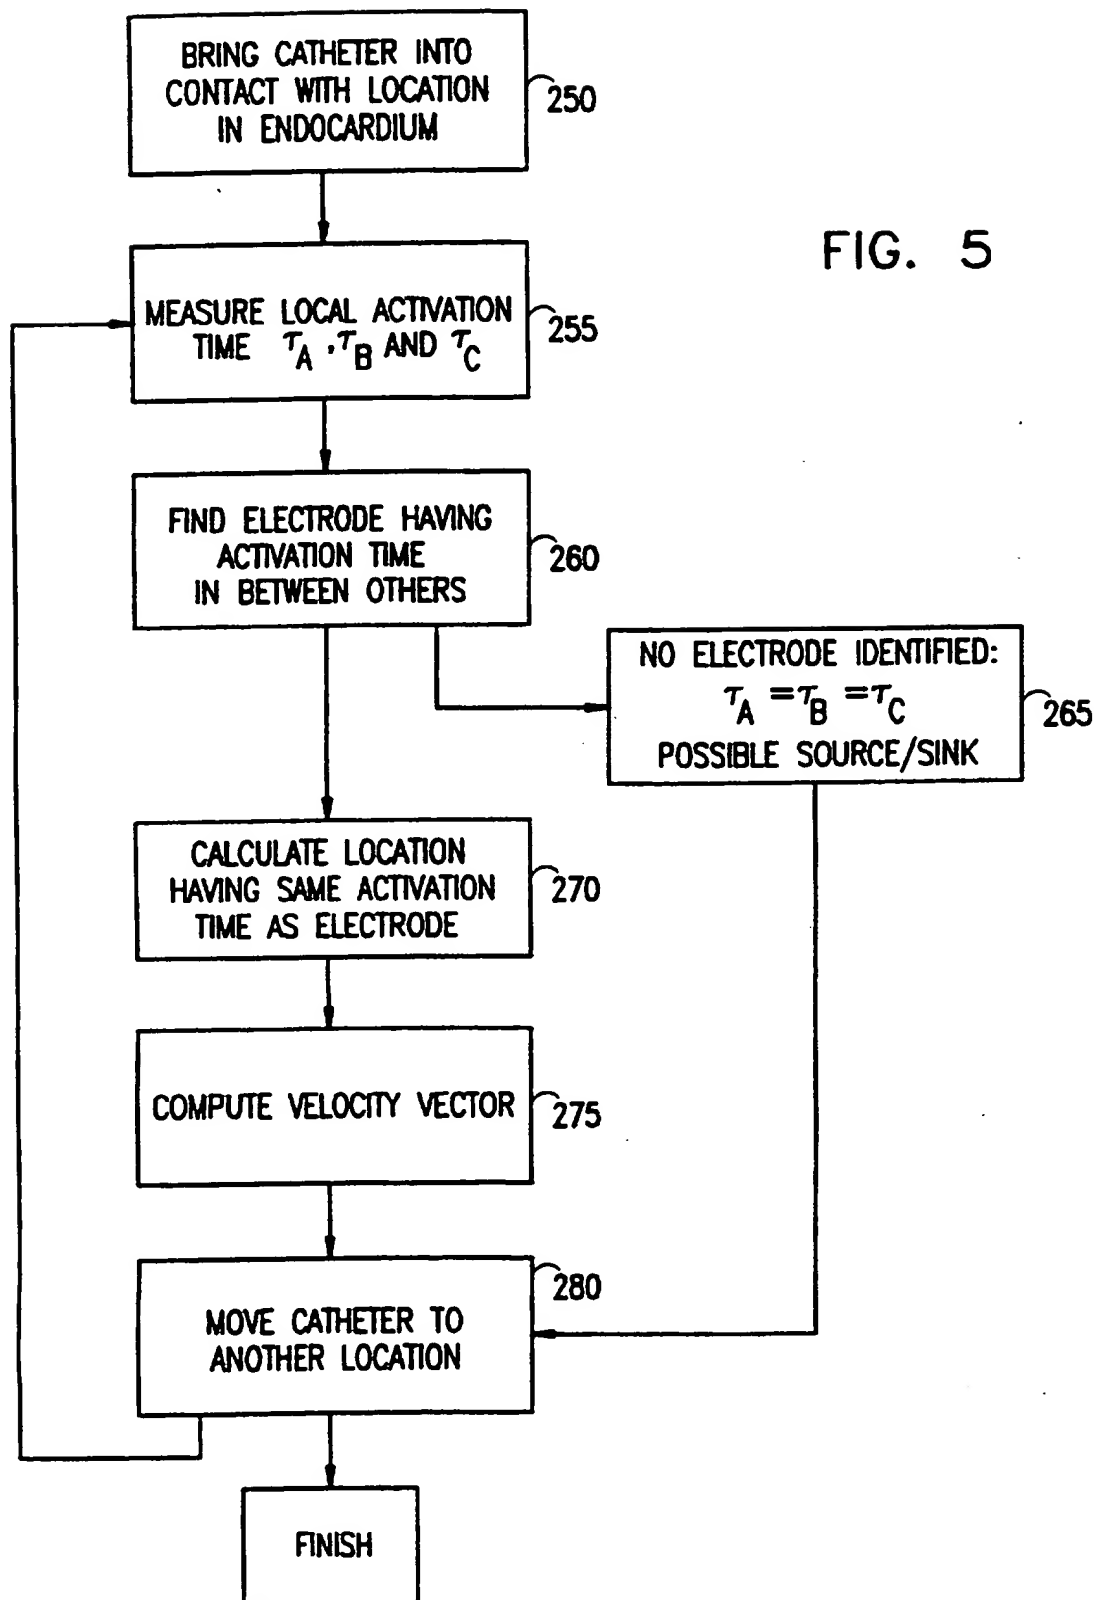 BRING CATHETER INTO
CONTACT WITH LOCATION
IN ENDOCARDIUM
250
FIG. 5
MEASURE LOCAL ACTIVATION
TIME τA , τB AND τC
255
FIND ELECTRODE HAVING
ACTIVATION TIME
IN BETWEEN OTHERS
260
NO ELECTRODE IDENTIFIED:
τA = τB = τC
POSSIBLE SOURCE/SINK
265
CALCULATE LOCATION
HAVING SAME ACTIVATION
TIME AS ELECTRODE
270
COMPUTE VELOCITY VECTOR
275
280
MOVE CATHETER TO
ANOTHER LOCATION
FINISH